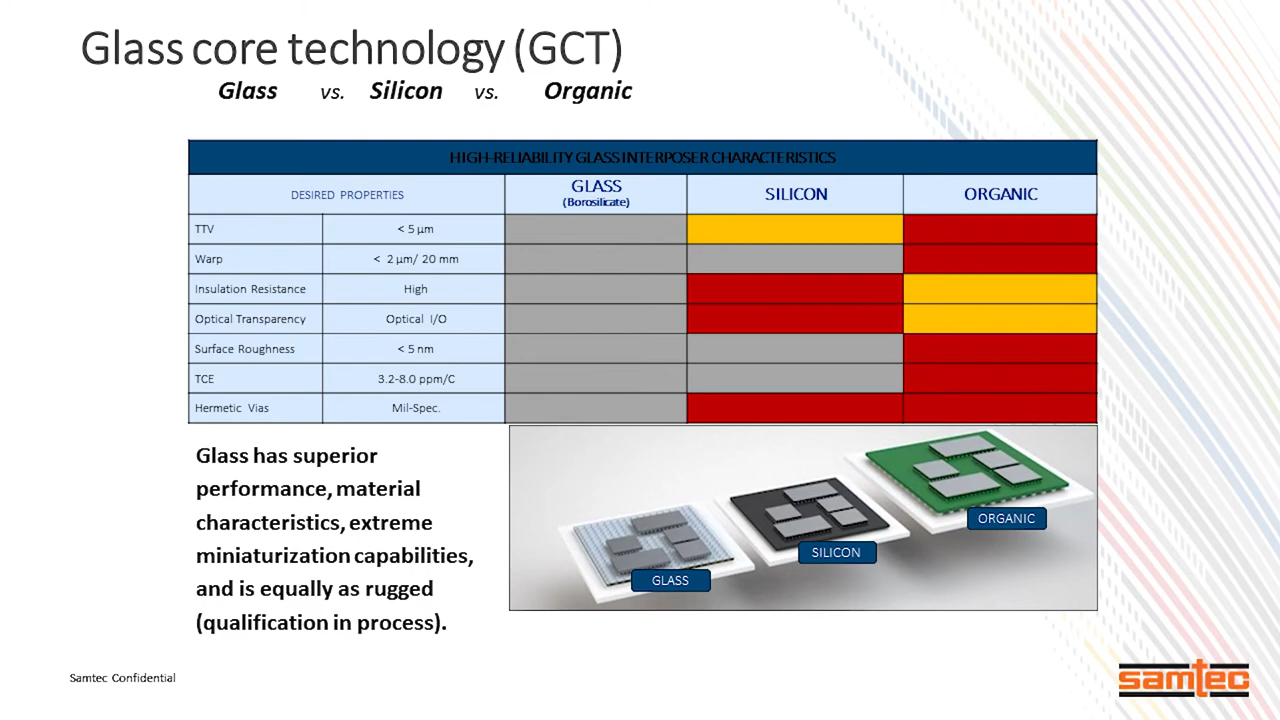 Glass core technology (GCT)
Glass vs. Silicon vs. Organic
HIGH-RELIABILITY GLASS INTERPOSER CHARACTERISTICS
DESIRED PROPERTIES GLASS (Borosilicate) SILICON ORGANIC
TTV < 5 µm
Warp < 2 µm/ 20 mm
Insulation Resistance High
Optical Transparency Optical I/O
Surface Roughness < 5 nm
TCE 3.2-8.0 ppm/C
Hermetic Vias Mil-Spec.
Glass has superior
performance, material
characteristics, extreme
miniaturization capabilities,
and is equally as rugged
(qualification in process).
GLASS
SILICON
ORGANIC
Samtec Confidential
samtec